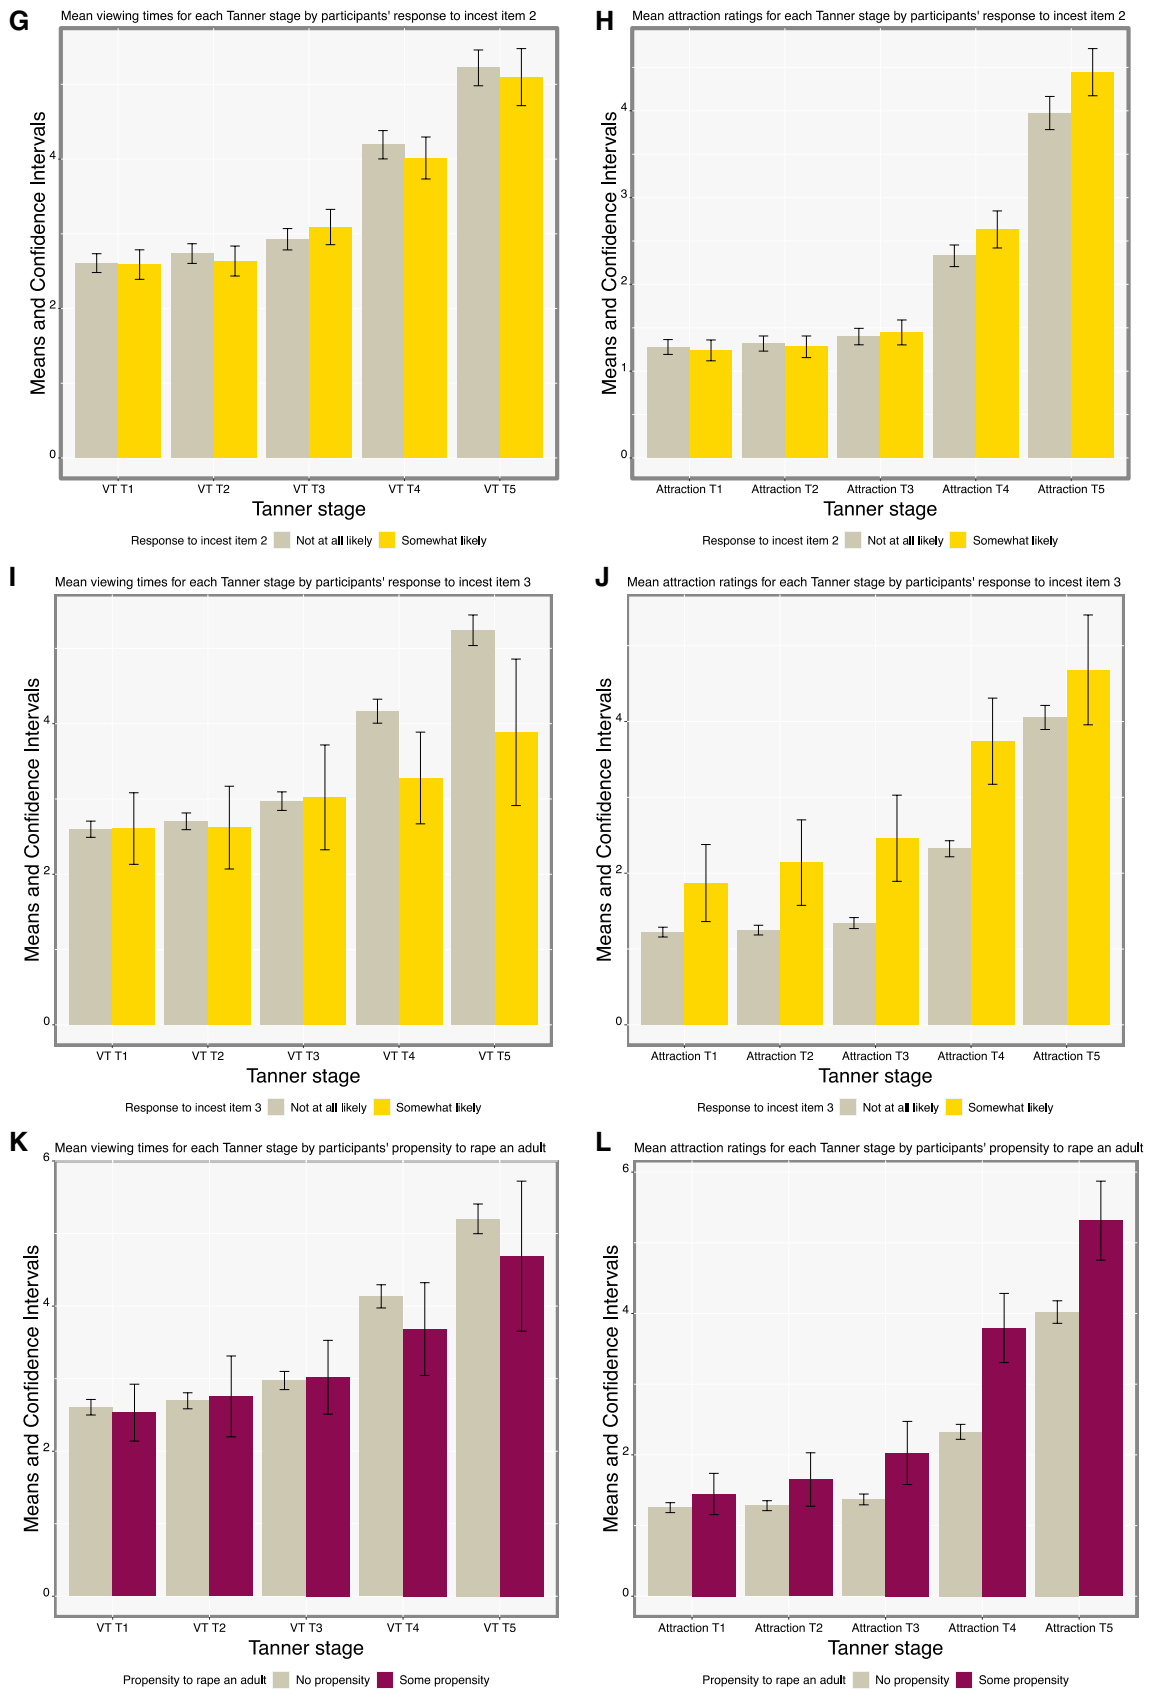 G
Mean viewing times for each Tanner stage by participants' response to incest item 2
Means and Confidence Intervals
4
2
0
VT T1 VT T2 VT T3 VT T4 VT T5
Tanner stage
Response to incest item 2 Not at all likely Somewhat likely
H
Mean attraction ratings for each Tanner stage by participants' response to incest item 2
Means and Confidence Intervals
4
3
2
1
0
Attraction T1 Attraction T2 Attraction T3 Attraction T4 Attraction T5
Tanner stage
Response to incest item 2 Not at all likely Somewhat likely
I
Mean viewing times for each Tanner stage by participants' response to incest item 3
Means and Confidence Intervals
4
2
0
VT T1 VT T2 VT T3 VT T4 VT T5
Tanner stage
Response to incest item 3 Not at all likely Somewhat likely
J
Mean attraction ratings for each Tanner stage by participants' response to incest item 3
Means and Confidence Intervals
4
2
0
Attraction T1 Attraction T2 Attraction T3 Attraction T4 Attraction T5
Tanner stage
Response to incest item 3 Not at all likely Somewhat likely
K
Mean viewing times for each Tanner stage by participants' propensity to rape an adult
Means and Confidence Intervals
6
4
2
0
VT T1 VT T2 VT T3 VT T4 VT T5
Tanner stage
Propensity to rape an adult No propensity Some propensity
L
Mean attraction ratings for each Tanner stage by participants' propensity to rape an adult
Means and Confidence Intervals
6
4
2
0
Attraction T1 Attraction T2 Attraction T3 Attraction T4 Attraction T5
Tanner stage
Propensity to rape an adult No propensity Some propensity